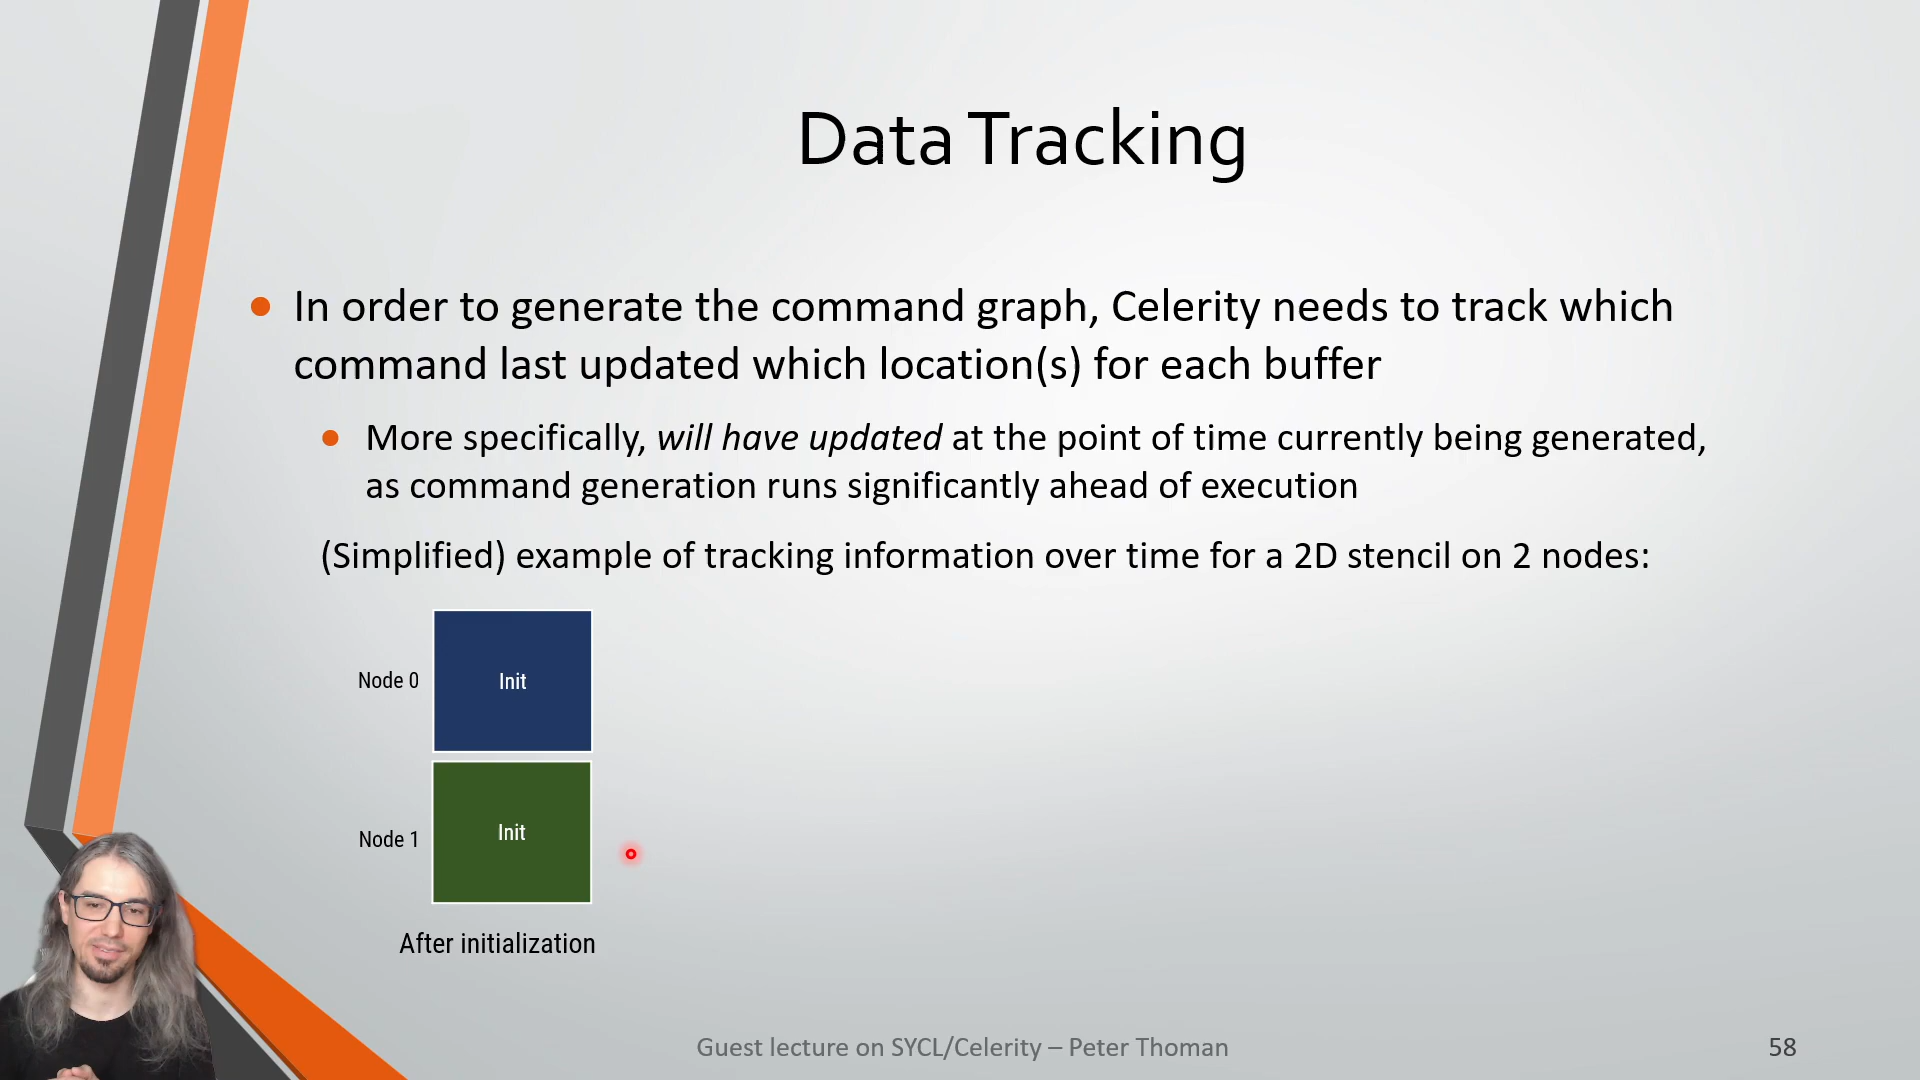 Data Tracking
In order to generate the command graph, Celerity needs to track which
command last updated which location(s) for each buffer
More specifically, will have updated at the point of time currently being generated,
as command generation runs significantly ahead of execution
(Simplified) example of tracking information over time for a 2D stencil on 2 nodes:
Node 0
Init
Node 1
Init
After initialization
Guest lecture on SYCL/Celerity – Peter Thoman
58